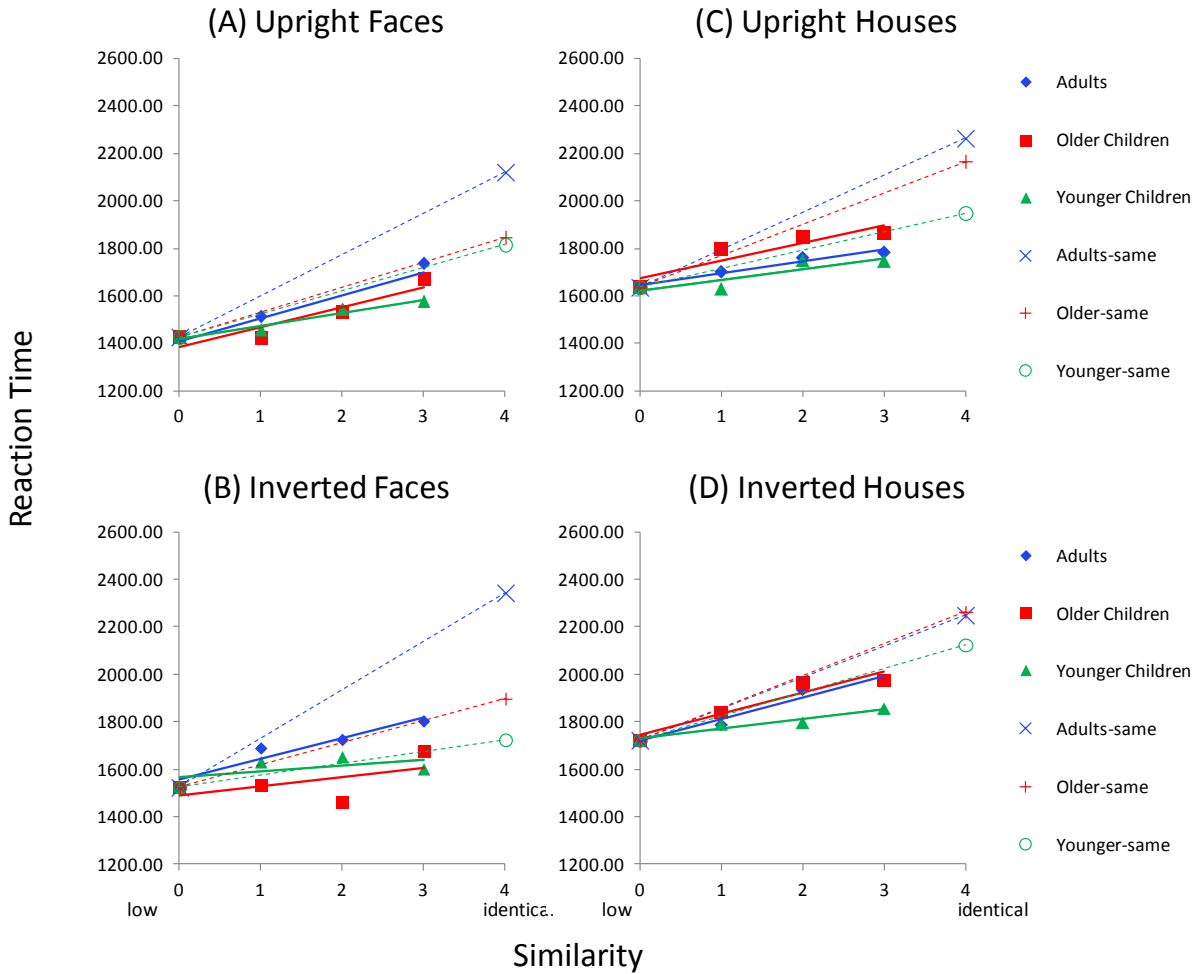 (A) Upright Faces
(C) Upright Houses
2600.00
2400.00
2200.00
2000.00
1800.00
1600.00
1400.00
1200.00
0 1 2 3 4
2600.00
2400.00
2200.00
2000.00
1800.00
1600.00
1400.00
1200.00
0 1 2 3 4
Adults
Older Children
Younger Children
Adults-same
Older-same
Younger-same
Reaction Time
(B) Inverted Faces
(D) Inverted Houses
2600.00
2400.00
2200.00
2000.00
1800.00
1600.00
1400.00
1200.00
0 1 2 3 4
low
2600.00
2400.00
2200.00
2000.00
1800.00
1600.00
1400.00
1200.00
0 1 2 3 4
low identical
Adults
Older Children
Younger Children
Adults-same
Older-same
Younger-same
Similarity